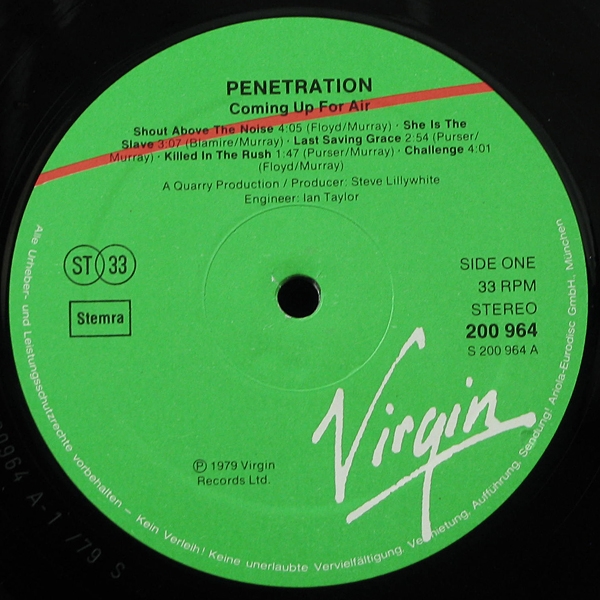 PENETRATION
Coming Up For Air
Shout Above The Noise 4:05 (Floyd/Murray) · She Is The
Slave 3:07 (Blamire/Murray) · Last Saving Grace 2:54 (Purser/
Murray) · Killed In The Rush 1:47 (Purser/Murray) · Challenge 4:01
(Floyd/Murray)
A Quarry Production / Producer: Steve Lillywhite
Engineer: Ian Taylor
ST 33
Stemra
SIDE ONE
33 RPM
STEREO
200 964
S 200 964 A
Virgin
Ⓟ 1979 Virgin
Records Ltd.
Alle Urheber- und Leistungsschutzrechte vorbehalten – Kein Verleih! Keine unerlaubte Vervielfältigung, Vermietung, Aufführung, Sendung! Ariola-Eurodisc GmbH, München
00964 A-1 /79 S